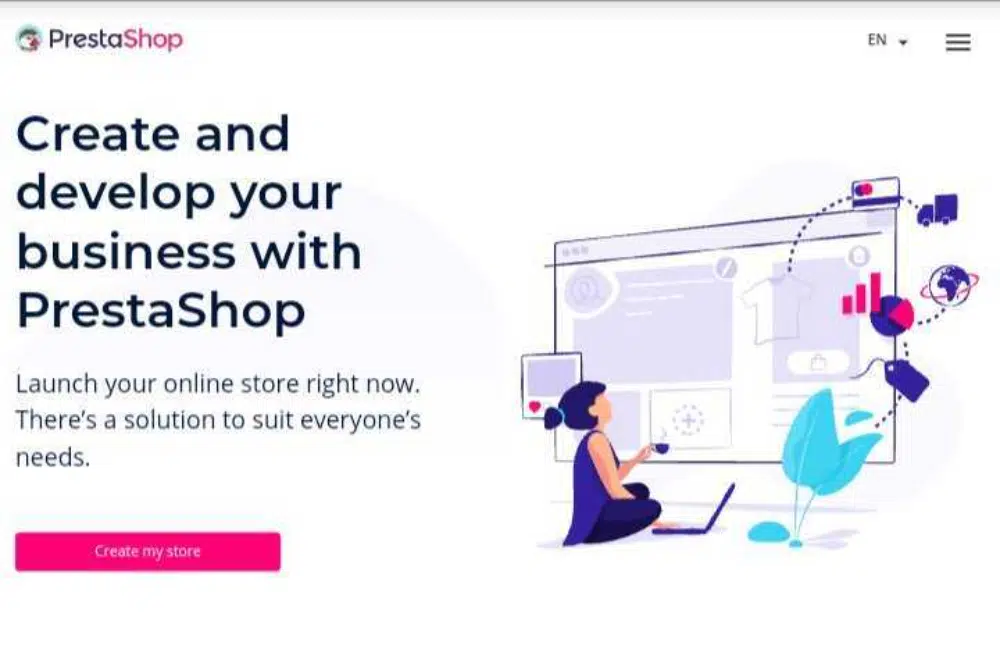 PrestaShop
EN
Create and
develop your
business with
PrestaShop
Launch your online store right now.
There’s a solution to suit everyone’s
needs.
Create my store